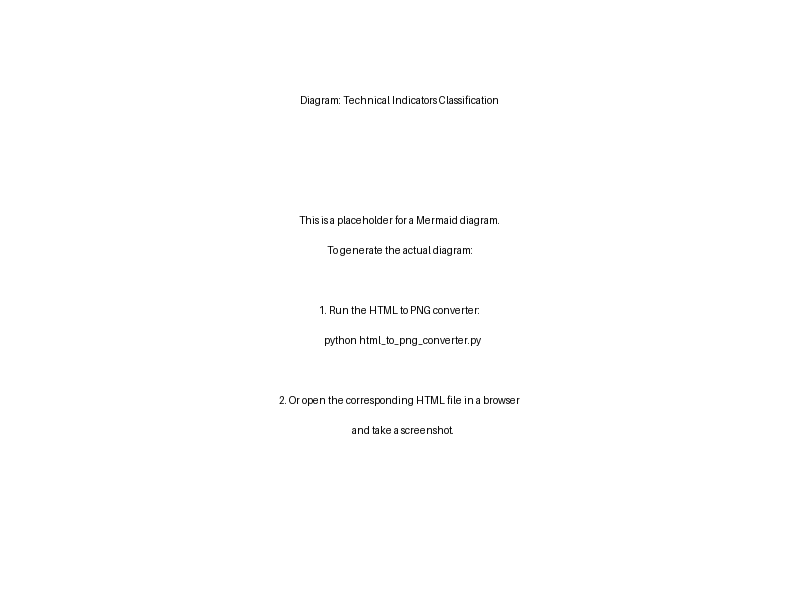 Diagram: Technical Indicators Classification
This is a placeholder for a Mermaid diagram.
To generate the actual diagram:
1. Run the HTML to PNG converter:
python html_to_png_converter.py
2. Or open the corresponding HTML file in a browser
and take a screenshot.